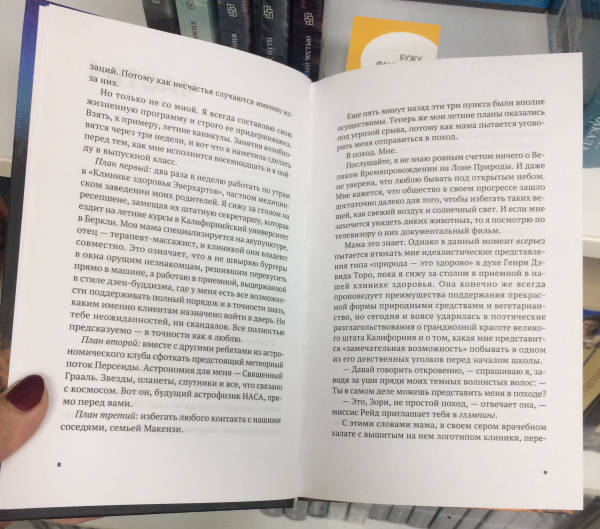 заций. Потому как несчастья случаются именно из-
за них.
Но только не со мной. Я всегда составляю свою
жизненную программу и строго ее придерживаюсь.
Взять, к примеру, летние каникулы. Занятия возобно-
вятся через три недели, и вот что я наметила сделать
перед тем, как мне исполнится восемнадцать и я пой-
ду в выпускной класс.
План первый: два раза в неделю работать по утрам
в «Клинике здоровья Эверхартов», частном медицин-
ском заведении моих родителей. Я сижу за столом на
ресепшене, замещая их штатную секретаршу, которая
ездит на летние курсы в Калифорнийский университет
в Беркли. Моя мама специализируется на акупунктуре,
отец — терапевт-массажист, и клиникой они владеют
совместно. Это означает, что я не швыряю бургеры
в окна орущим незнакомцам, решившим перекусить
прямо в машине, а работаю в приемной, выдержанной
в стиле дзен-буддизма, где у меня есть все возможно-
сти поддерживать полный порядок и в точности знать,
каким именно клиентам назначено войти в дверь. Не
тебе неожиданностей, ни скандалов. Все полностью
предсказуемо — в точности как я люблю.
План второй: вместе с другими ребятами из астро-
номического клуба сфоткать предстоящий метеорный
поток Персеиды. Астрономия для меня — Священный
Грааль. Звезды, планеты, спутники и все, что связано
с космосом. Вот он, будущий астрофизик НАСА, пря-
мо перед вами.
План третий: избегать любого контакта с нашими
соседями, семьей Макензи.
8
Еще пять минут назад эти три пункта были вполне
осуществимы. Теперь же мои летние планы оказались
под угрозой срыва, потому как мама пытается угово-
рить меня отправиться в поход.
В поход. Мне.
Послушайте, я не знаю ровным счетом ничего о Ве-
ликом Времяпровождении на Лоне Природы. И даже
не уверена, что люблю бывать под открытым небом.
Мне кажется, что общество в своем прогрессе зашло
достаточно далеко для того, чтобы избегать таких ве-
щей, как свежий воздух и солнечный свет. И если мне
захочется увидеть диких животных, то я посмотрю по
телевизору о них документальный фильм.
Мама это знает. Однако в данный момент всерьез
пытается втюхать мне идеалистические представле-
ния типа «природа — это здорово» в духе Генри Дэ-
вида Торо, пока я сижу за столом в приемной в на-
шей клинике здоровья. Она конечно же всегда
проповедует преимущества поддержания прекрас-
ной формы природными средствами и вегетариан-
ство, но сегодня и вовсе ударилась в поэтические
разглагольствования о грандиозной красоте велико-
го штата Калифорния и о том, какая мне представит-
ся «замечательная возможность» побывать в одном
из его девственных уголков перед началом школы.
— Давай говорить откровенно, — спрашиваю я, за-
водя за уши пряди моих темных волнистых волос: —
Ты в самом деле можешь представить меня в походе?
— Это, Зори, не простой поход, — отвечает она, —
миссис Рейд приглашает тебя в глэмпинг.
С этими словами мама, в своем сером врачебном
халате с вышитым на нем логотипом клиники, пере-
9
БУЖУ
ПУТИ
ЧЕСТЬЮ